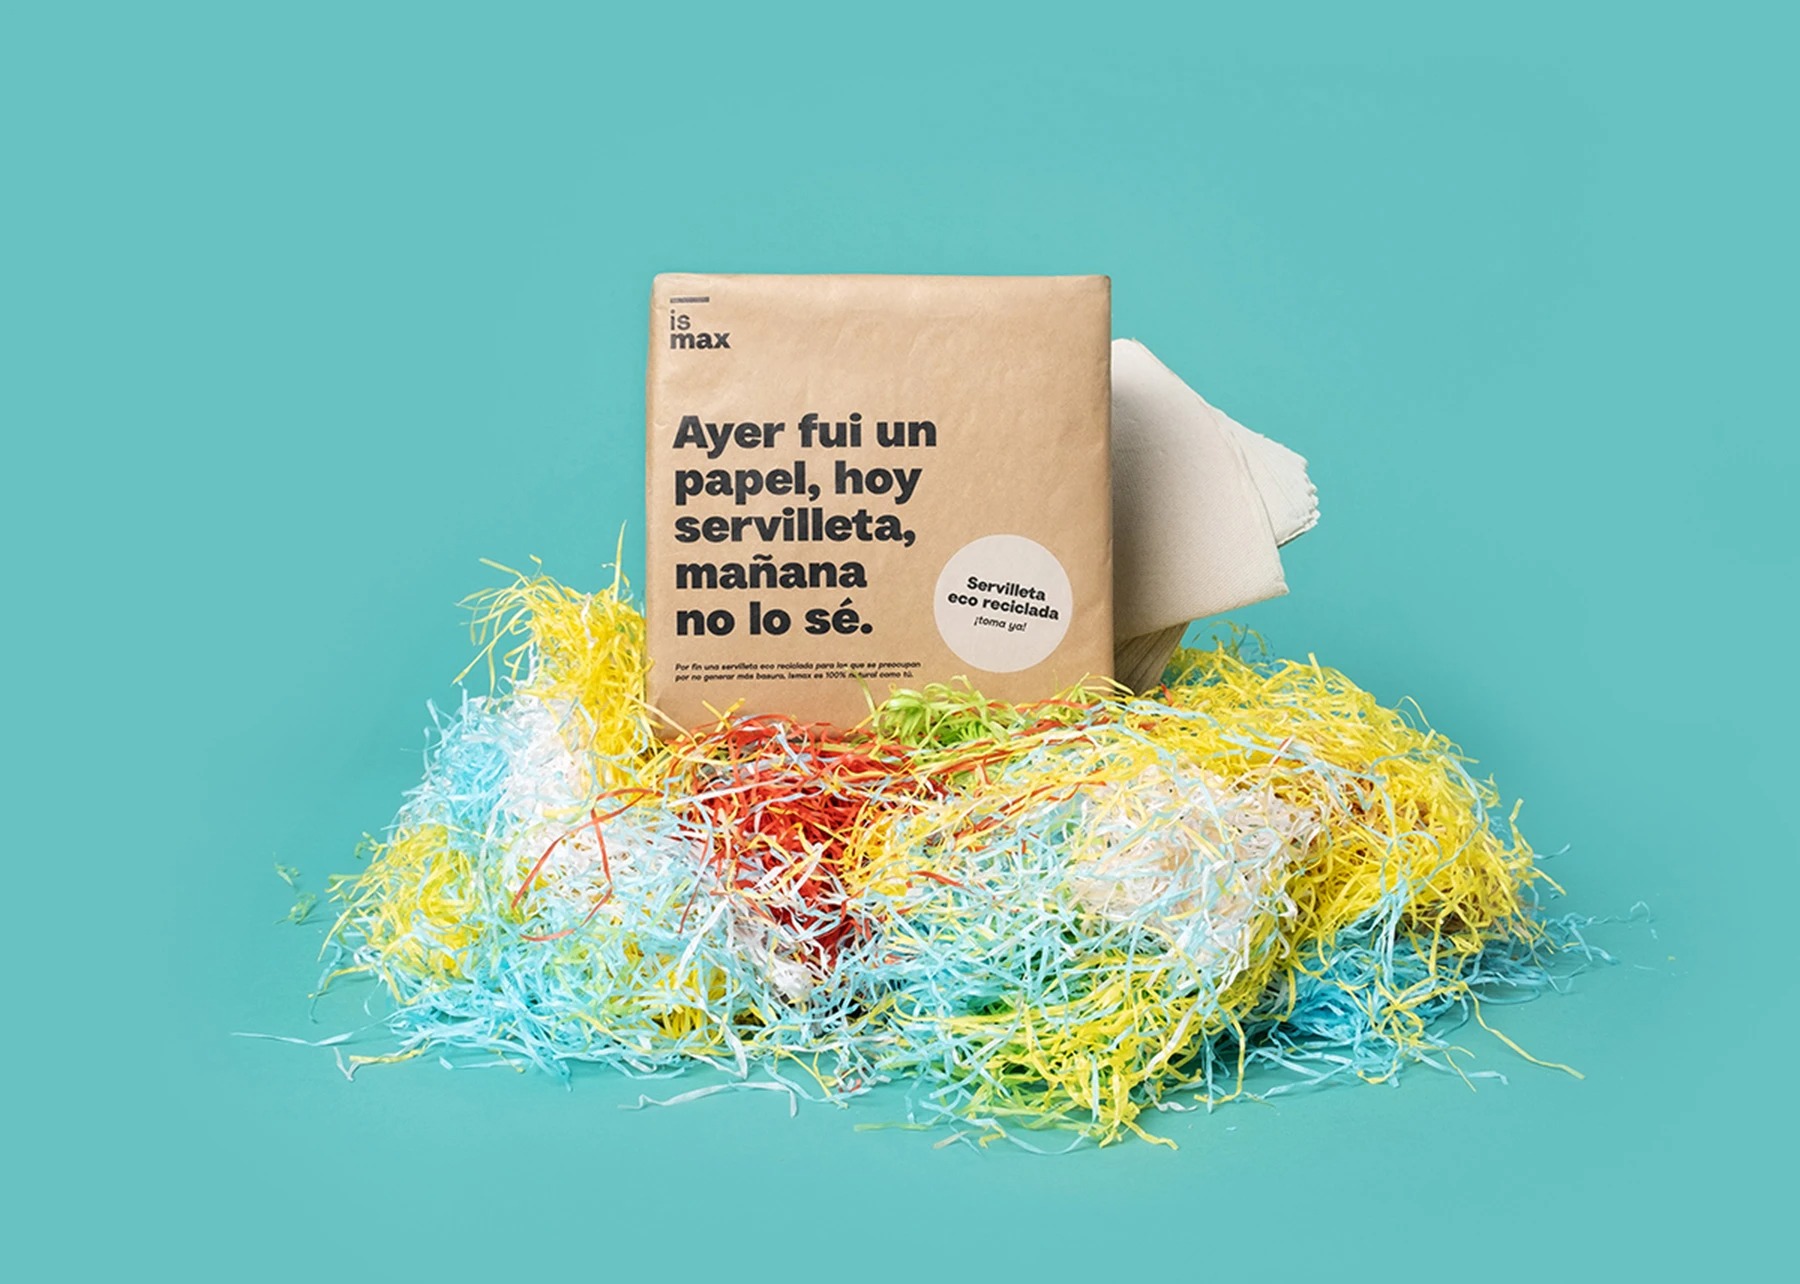 is
max
Ayer fui un
papel, hoy
servilleta,
mañana
no lo sé.
Servilleta
eco reciclada
¡toma ya!
Por fin una servilleta eco reciclada para los que se preocupan
por no generar más basura. Ismax es 100% natural como tú.